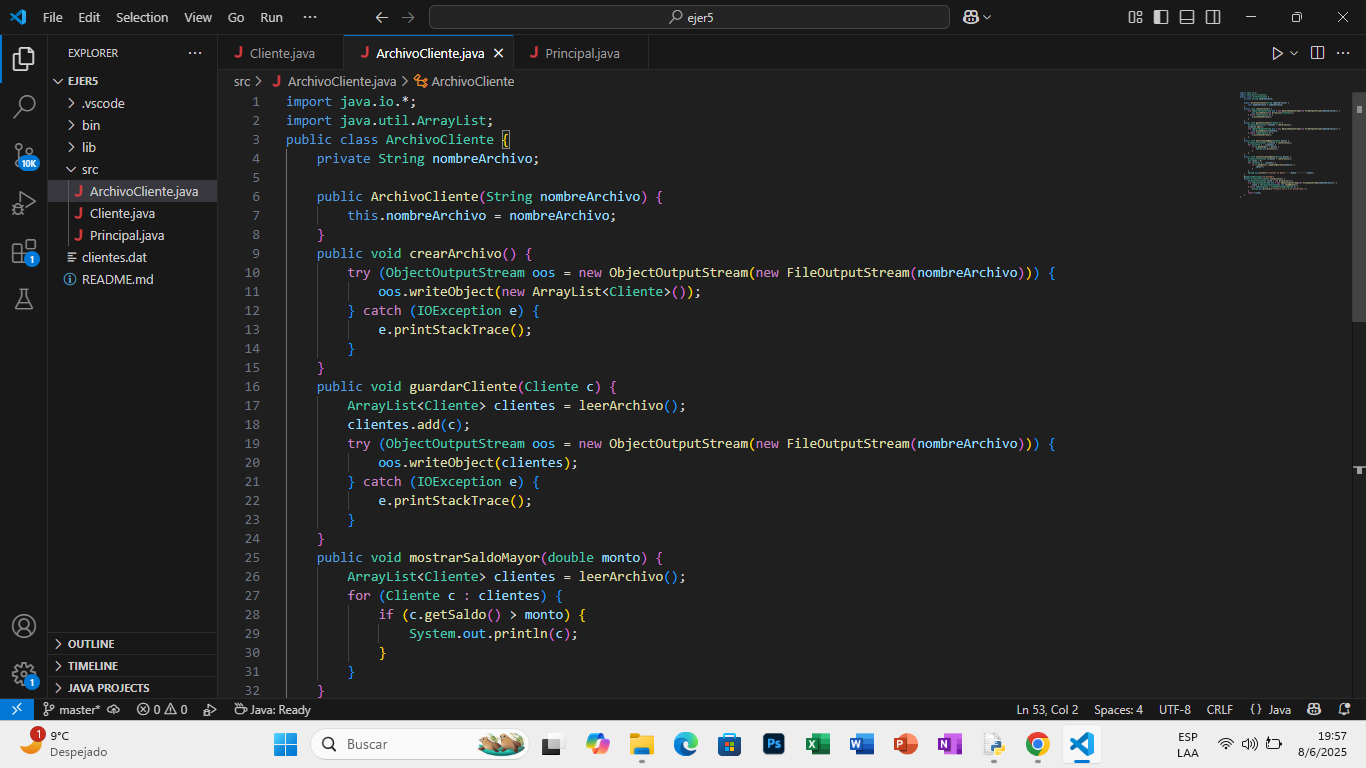 File Edit Selection View Go Run ···
ejer5
EXPLORER ···
EJER5
.vscode
bin
lib
src
ArchivoCliente.java
Cliente.java
Principal.java
clientes.dat
README.md
OUTLINE
TIMELINE
JAVA PROJECTS
10K
1
1
J Cliente.java J ArchivoCliente.java J Principal.java
src > J ArchivoCliente.java > ArchivoCliente
1 import java.io.*;
2 import java.util.ArrayList;
3 public class ArchivoCliente {
4 private String nombreArchivo;
5
6 public ArchivoCliente(String nombreArchivo) {
7 this.nombreArchivo = nombreArchivo;
8 }
9 public void crearArchivo() {
10 try (ObjectOutputStream oos = new ObjectOutputStream(new FileOutputStream(nombreArchivo))) {
11 oos.writeObject(new ArrayList<Cliente>());
12 } catch (IOException e) {
13 e.printStackTrace();
14 }
15 }
16 public void guardarCliente(Cliente c) {
17 ArrayList<Cliente> clientes = leerArchivo();
18 clientes.add(c);
19 try (ObjectOutputStream oos = new ObjectOutputStream(new FileOutputStream(nombreArchivo))) {
20 oos.writeObject(clientes);
21 } catch (IOException e) {
22 e.printStackTrace();
23 }
24 }
25 public void mostrarSaldoMayor(double monto) {
26 ArrayList<Cliente> clientes = leerArchivo();
27 for (Cliente c : clientes) {
28 if (c.getSaldo() > monto) {
29 System.out.println(c);
30 }
31 }
32 }
master* 0 0 Java: Ready Ln 53, Col 2 Spaces: 4 UTF-8 CRLF {} Java
1 9°C
Despejado
Buscar
ESP
LAA
19:57
8/6/2025